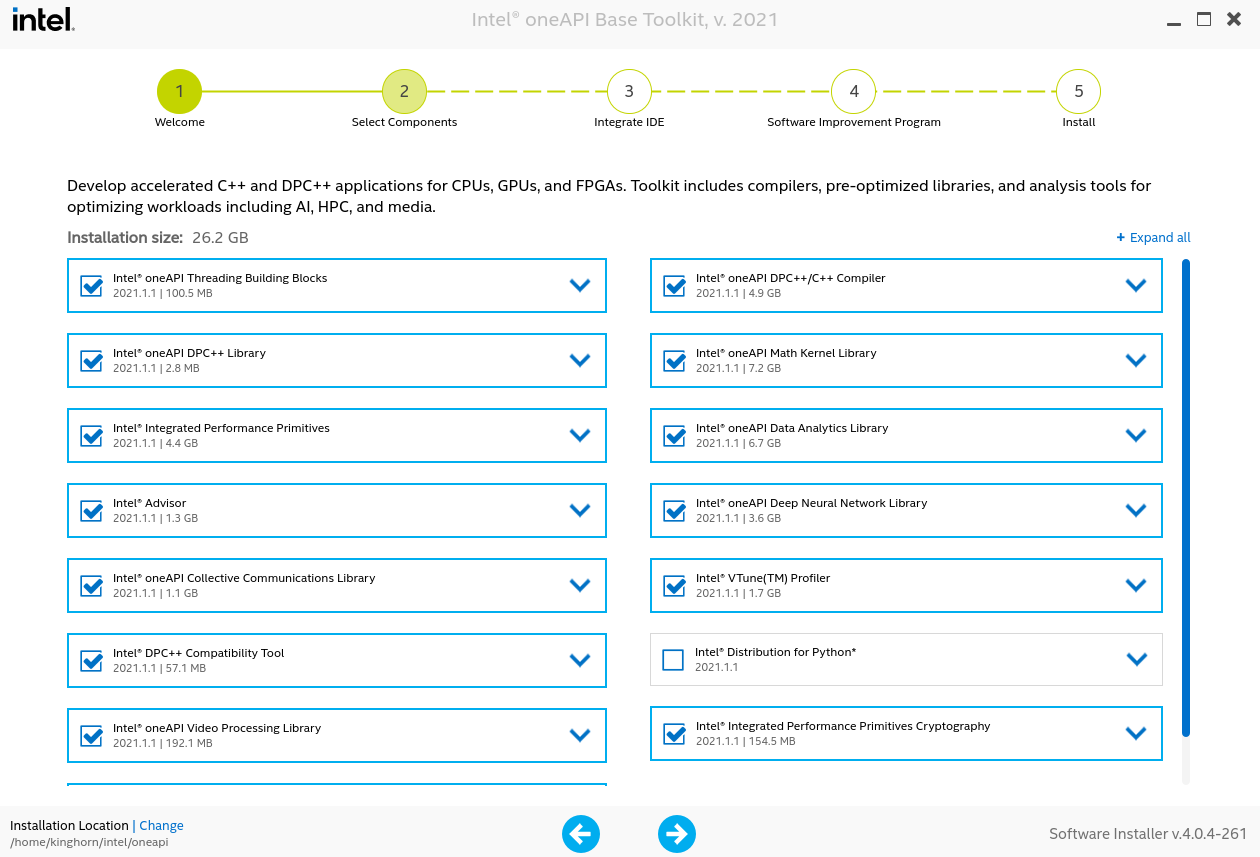 intel.
Intel® oneAPI Base Toolkit, v. 2021
1
2
3
4
5
Welcome
Select Components
Integrate IDE
Software Improvement Program
Install
Develop accelerated C++ and DPC++ applications for CPUs, GPUs, and FPGAs. Toolkit includes compilers, pre-optimized libraries, and analysis tools for
optimizing workloads including AI, HPC, and media.
Installation size: 26.2 GB
+ Expand all
Intel® oneAPI Threading Building Blocks
2021.1.1 | 100.5 MB
Intel® oneAPI DPC++/C++ Compiler
2021.1.1 | 4.9 GB
Intel® oneAPI DPC++ Library
2021.1.1 | 2.8 MB
Intel® oneAPI Math Kernel Library
2021.1.1 | 7.2 GB
Intel® Integrated Performance Primitives
2021.1.1 | 4.4 GB
Intel® oneAPI Data Analytics Library
2021.1.1 | 6.7 GB
Intel® Advisor
2021.1.1 | 1.3 GB
Intel® oneAPI Deep Neural Network Library
2021.1.1 | 3.6 GB
Intel® oneAPI Collective Communications Library
2021.1.1 | 1.1 GB
Intel® VTune(TM) Profiler
2021.1.1 | 1.7 GB
Intel® DPC++ Compatibility Tool
2021.1.1 | 57.1 MB
Intel® Distribution for Python*
2021.1.1
Intel® oneAPI Video Processing Library
2021.1.1 | 192.1 MB
Intel® Integrated Performance Primitives Cryptography
2021.1.1 | 154.5 MB
Installation Location | Change
/home/kinghorn/intel/oneapi
Software Installer v.4.0.4-261